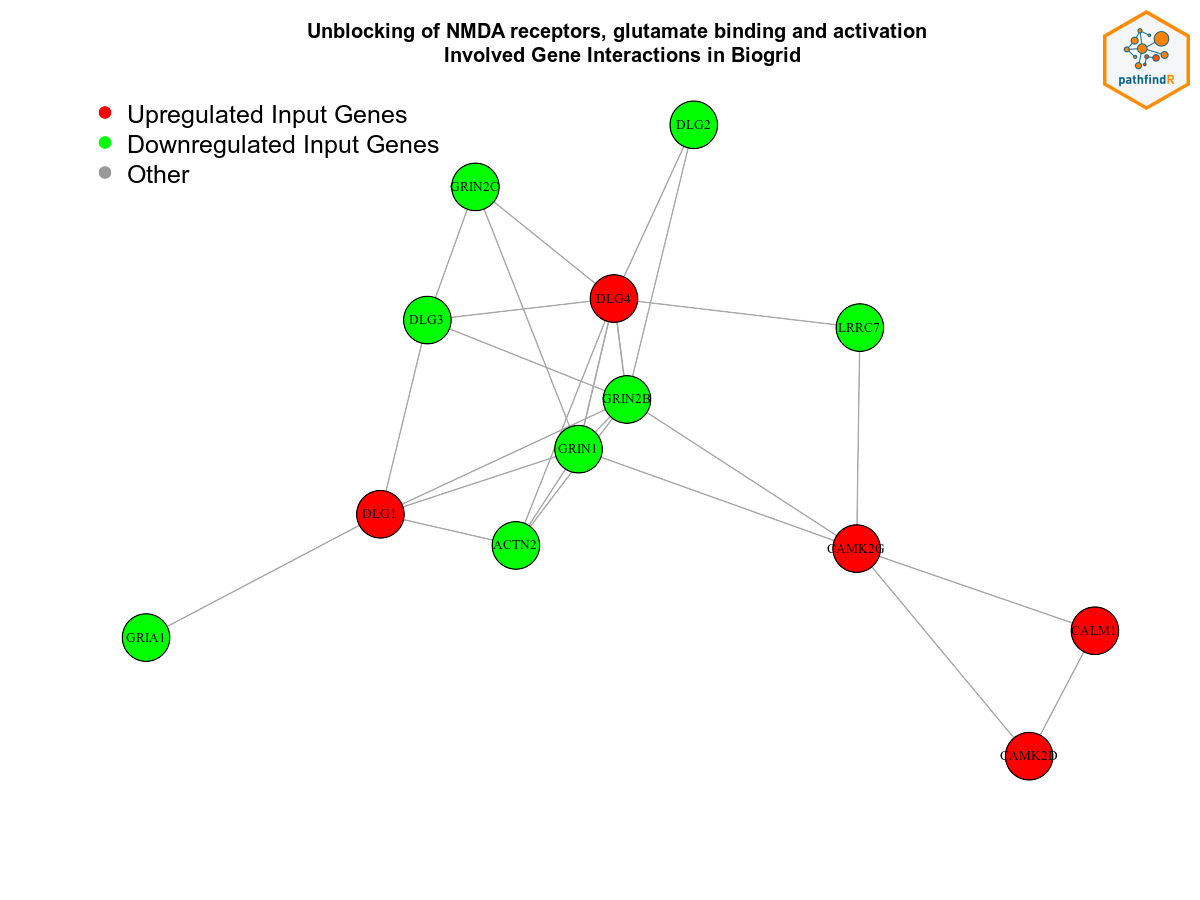 Unblocking of NMDA receptors, glutamate binding and activation
Involved Gene Interactions in Biogrid
pathfindR
Upregulated Input Genes
Downregulated Input Genes
Other
DLG2
GRIN2C
DLG4
DLG3
LRRC7
GRIN2B
GRIN1
DLG1
ACTN2
CAMK2G
GRIA1
CALM1
CAMK2D